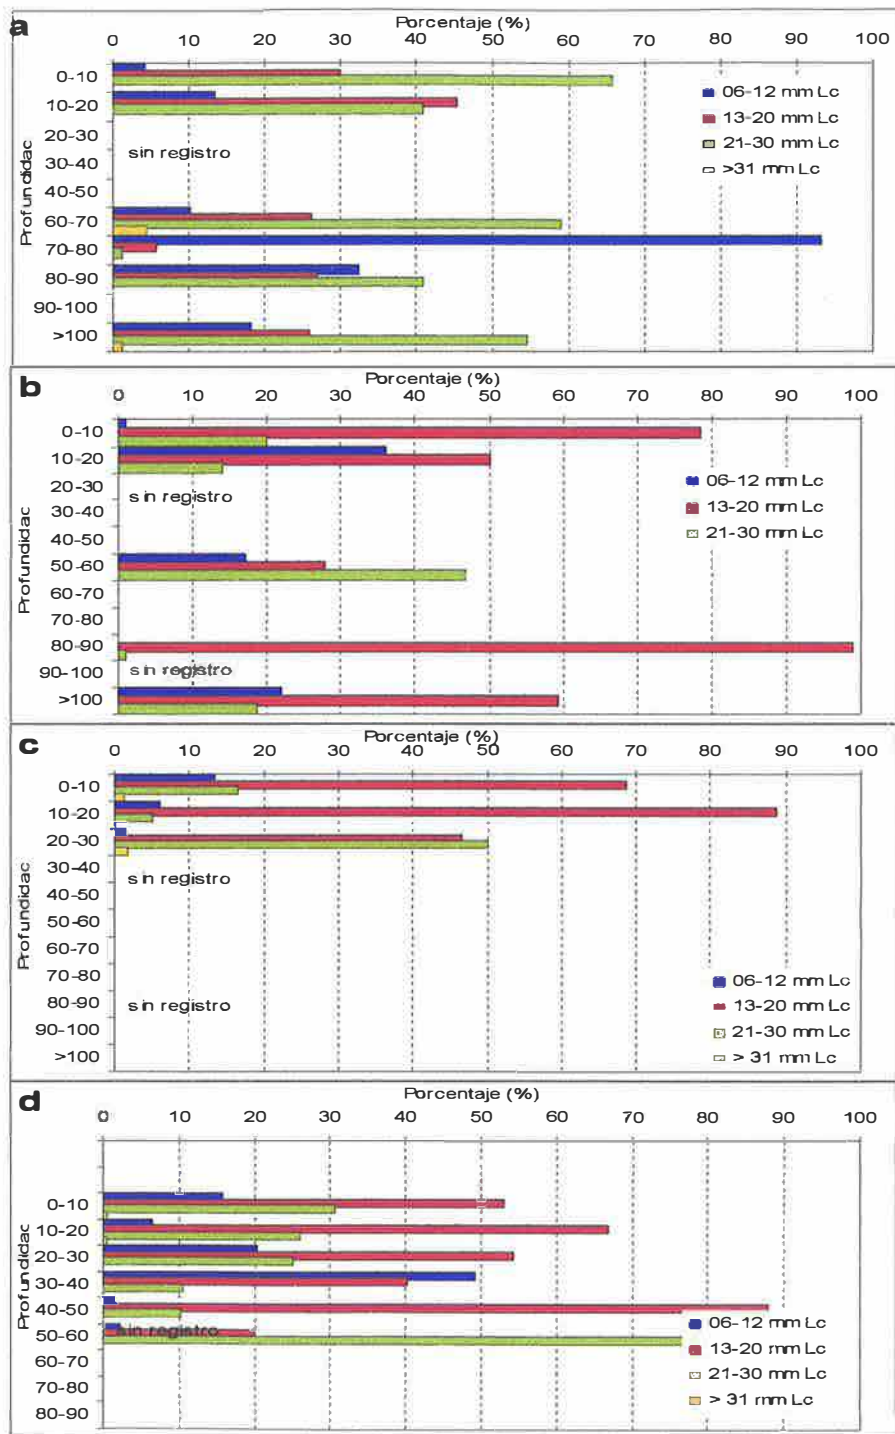 a
Porcentaje (%)
0 10 20 30 40 50 60 70 80 90 100
Profundidac
0-10
10-20
20-30
30-40
40-50
60-70
70-80
80-90
90-100
>100
sin registro
06-12 mm Lc
13-20 mm Lc
21-30 mm Lc
>31 mm Lc
b
Porcentaje (%)
0 10 20 30 40 50 60 70 80 90 100
Profundidac
0-10
10-20
20-30
30-40
40-50
50-60
60-70
70-80
80-90
90-100
>100
sin registro
sin registro
06-12 mm Lc
13-20 mm Lc
21-30 mm Lc
c
Porcentaje (%)
0 10 20 30 40 50 60 70 80 90 100
Profundidac
0-10
10-20
20-30
30-40
40-50
50-60
60-70
70-80
80-90
90-100
>100
sin registro
sin registro
06-12 mm Lc
13-20 mm Lc
21-30 mm Lc
> 31 mm Lc
d
Porcentaje (%)
0 10 20 30 40 50 60 70 80 90 100
Profundidac
0-10
10-20
20-30
30-40
40-50
50-60
60-70
70-80
80-90
sin registro
06-12 mm Lc
13-20 mm Lc
21-30 mm Lc
> 31 mm Lc